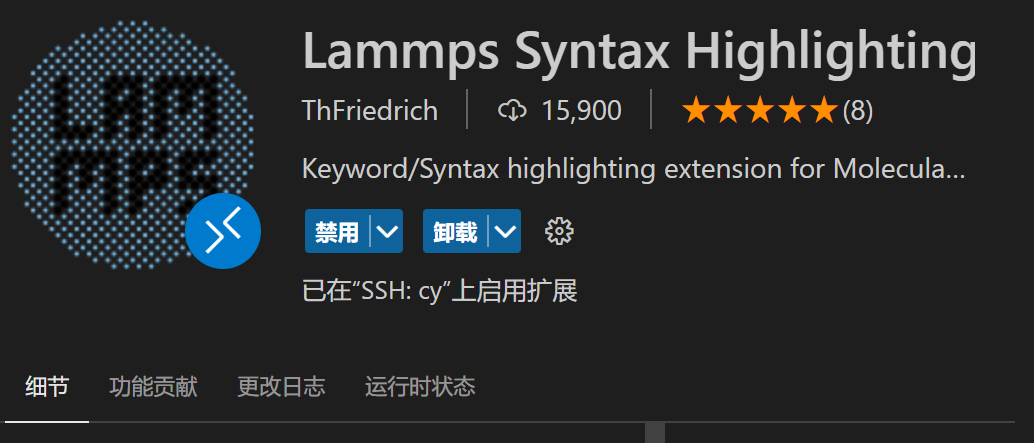 LAM
MPS
Lammps Syntax Highlighting
ThFriedrich 15,900 (8)
Keyword/Syntax highlighting extension for Molecula...
禁用 卸载
已在“SSH: cy”上启用扩展
细节 功能贡献 更改日志 运行时状态